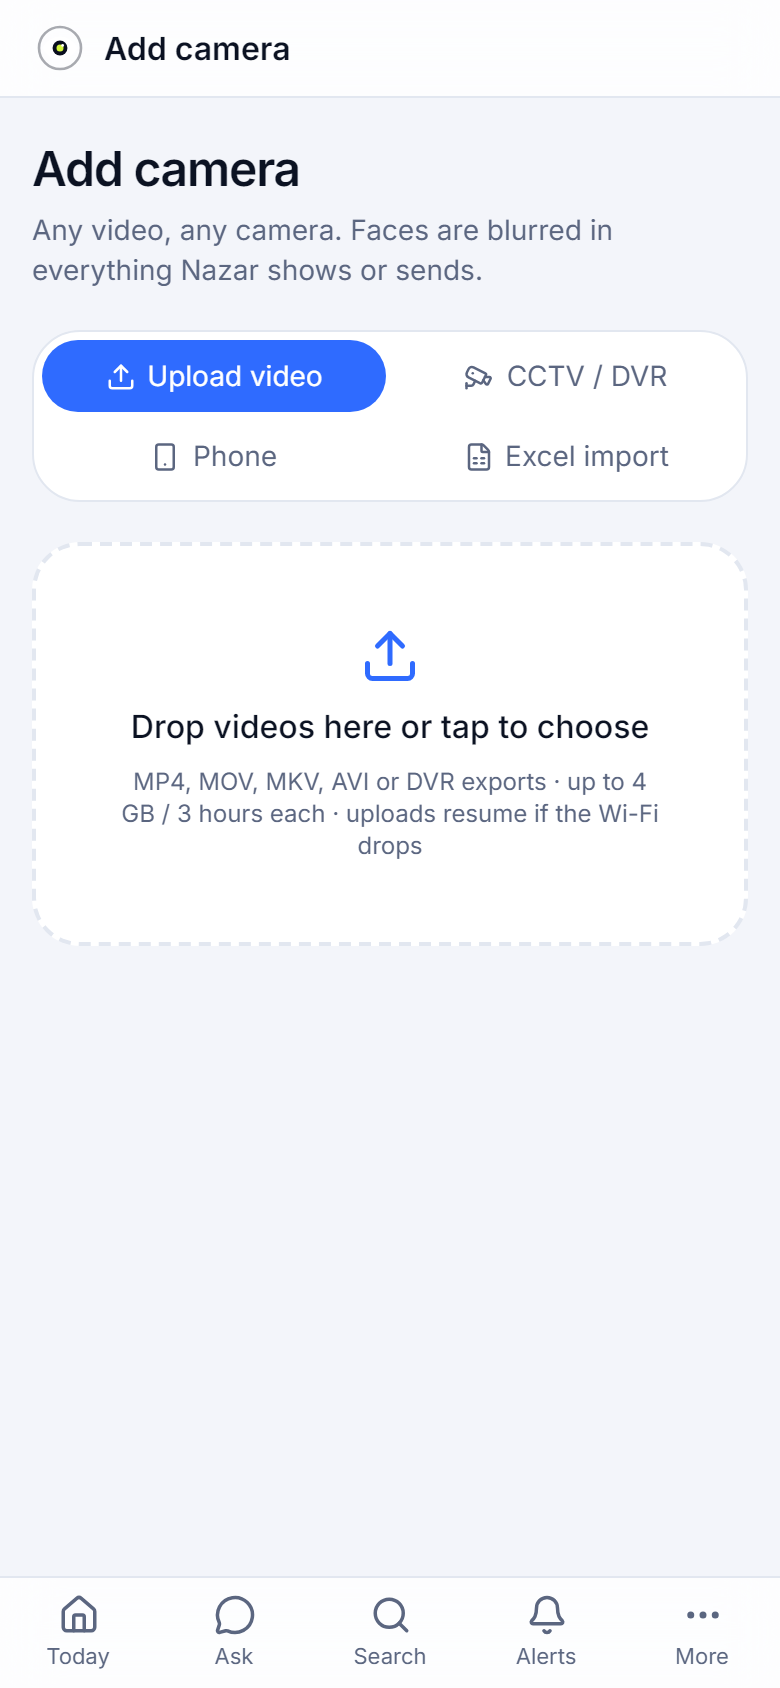 Add camera
Add camera
Any video, any camera. Faces are blurred in
everything Nazar shows or sends.
Upload video
CCTV / DVR
Phone
Excel import
Drop videos here or tap to choose
MP4, MOV, MKV, AVI or DVR exports · up to 4
GB / 3 hours each · uploads resume if the Wi-Fi
drops
Today
Ask
Search
Alerts
More